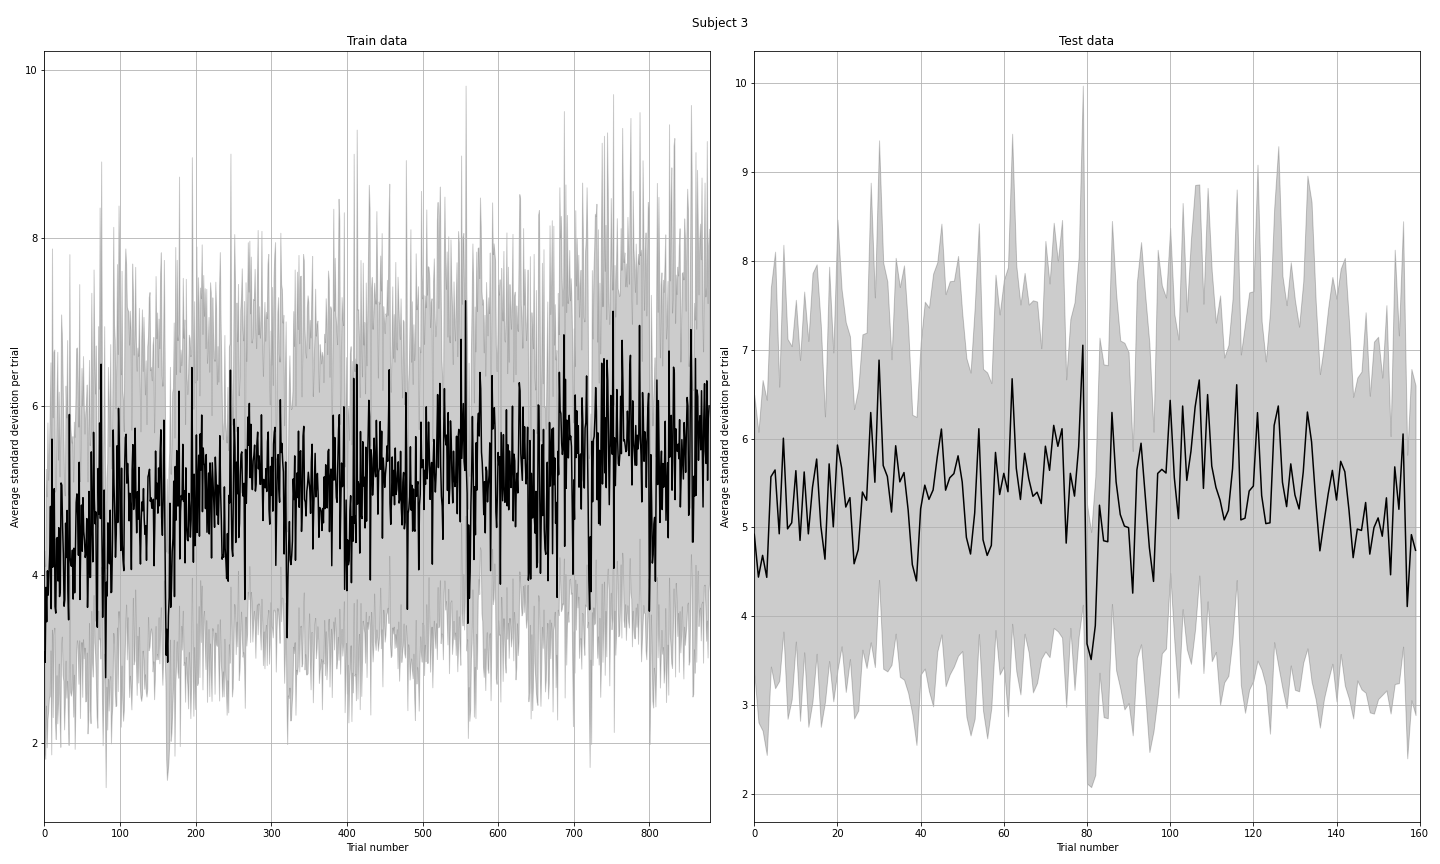 Subject 3
Train data
Average standard deviation per trial
10
8
6
4
2
0 100 200 300 400 500 600 700 800
Trial number
Test data
Average standard deviation per trial
10
9
8
7
6
5
4
3
2
0 20 40 60 80 100 120 140 160
Trial number